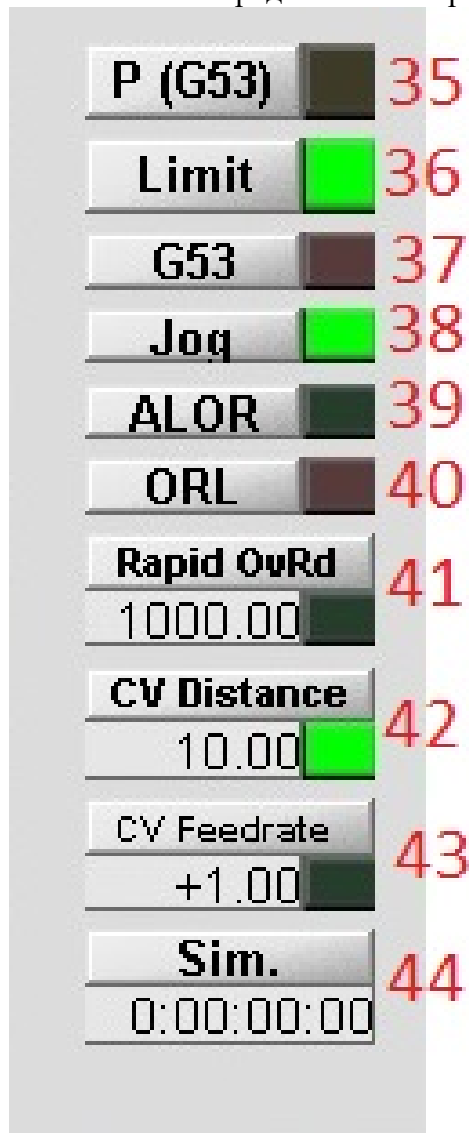 P (G53) 35
Limit 36
G53 37
Jog 38
ALOR 39
ORL 40
Rapid OvRd 41
1000.00
CV Distance 42
10.00
CV Feedrate 43
+1.00
Sim. 44
0:00:00:00